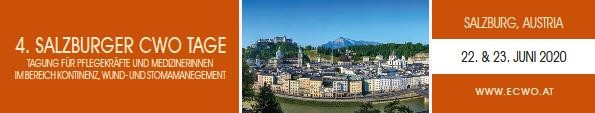 4. SALZBURGER CWO TAGE
TAGUNG FÜR PFLEGEKRÄFTE UND MEDIZINERINNEN
IM BEREICH KONTINENZ, WUND- UND STOMAMANEGEMENT
SALZBURG, AUSTRIA
22. & 23. JUNI 2020
WWW.ECWO.AT